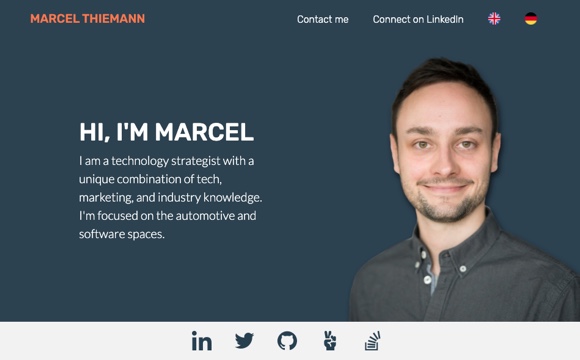 MARCEL THIEMANN
Contact me
Connect on LinkedIn
HI, I'M MARCEL
I am a technology strategist with a
unique combination of tech,
marketing, and industry knowledge.
I'm focused on the automotive and
software spaces.
in